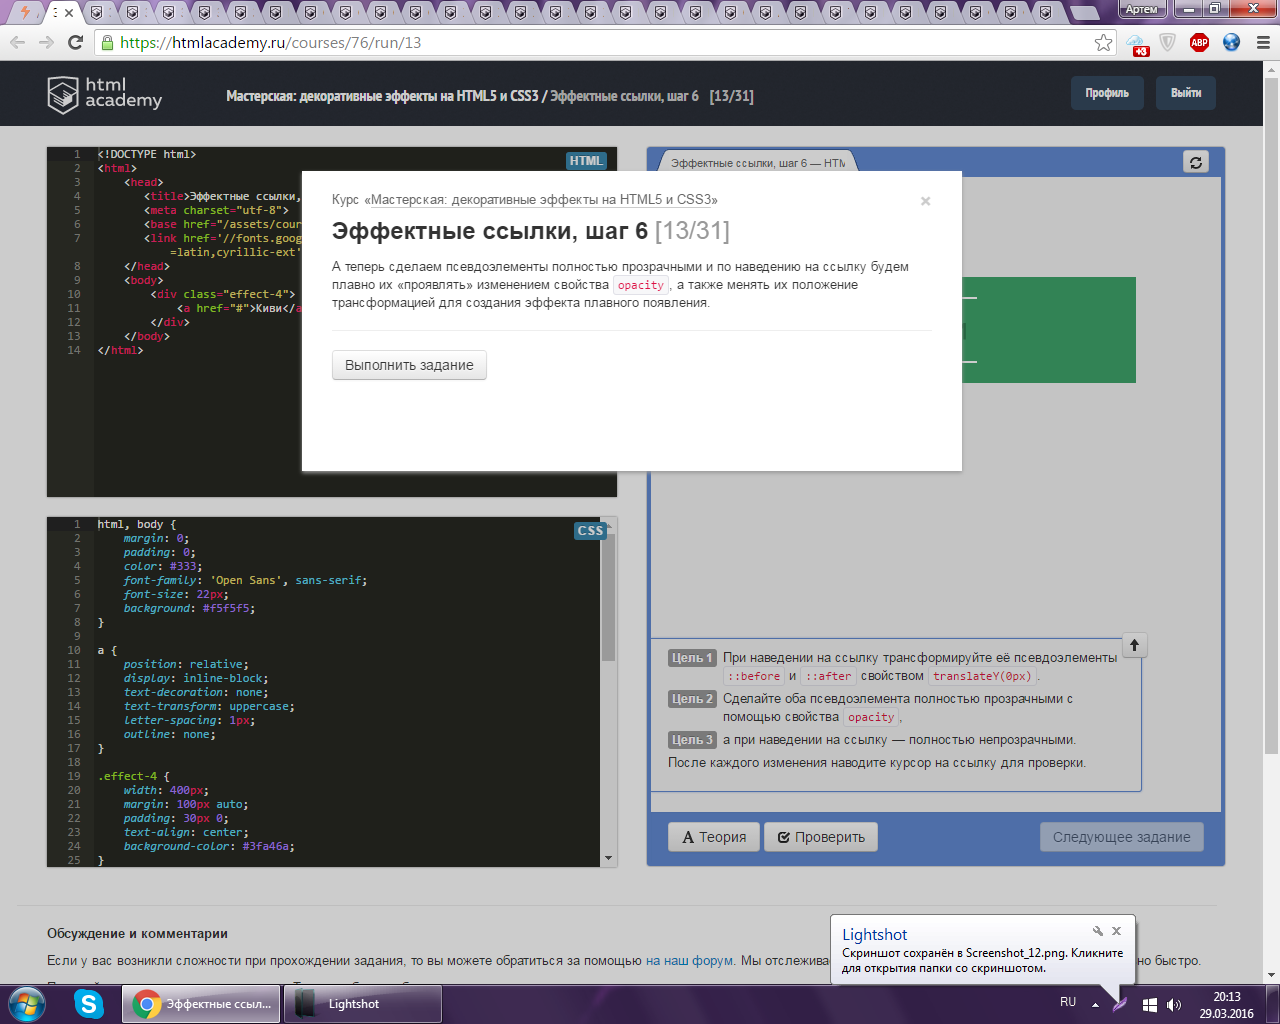 Артем
https://htmlacademy.ru/courses/76/run/13
ABP
+3
html
academy
Мастерская: декоративные эффекты на HTML5 и CSS3 / Эффектные ссылки, шаг 6 [13/31]
Профиль
Выйти
HTML
1 <!DOCTYPE html>
2 <html>
3 <head>
4 <title>Эффектные ссылки,
5 <meta charset="utf-8">
6 <base href="/assets/cour
7 <link href='//fonts.goog
=latin,cyrillic-ext'
8 </head>
9 <body>
10 <div class="effect-4">
11 <a href="#">Киви</a
12 </div>
13 </body>
14 </html>
Эффектные ссылки, шаг 6 — HTM
Курс «Мастерская: декоративные эффекты на HTML5 и CSS3»
×
Эффектные ссылки, шаг 6 [13/31]
А теперь сделаем псевдоэлементы полностью прозрачными и по наведению на ссылку будем
плавно их «проявлять» изменением свойства opacity, а также менять их положение
трансформацией для создания эффекта плавного появления.
Выполнить задание
CSS
1 html, body {
2 margin: 0;
3 padding: 0;
4 color: #333;
5 font-family: 'Open Sans', sans-serif;
6 font-size: 22px;
7 background: #f5f5f5;
8 }
9
10 a {
11 position: relative;
12 display: inline-block;
13 text-decoration: none;
14 text-transform: uppercase;
15 letter-spacing: 1px;
16 outline: none;
17 }
18
19 .effect-4 {
20 width: 400px;
21 margin: 100px auto;
22 padding: 30px 0;
23 text-align: center;
24 background-color: #3fa46a;
25 }
Цель 1 При наведении на ссылку трансформируйте её псевдоэлементы
::before и ::after свойством translateY(0px).
Цель 2 Сделайте оба псевдоэлемента полностью прозрачными с
помощью свойства opacity,
Цель 3 а при наведении на ссылку — полностью непрозрачными.
После каждого изменения наводите курсор на ссылку для проверки.
Теория
Проверить
Следующее задание
Обсуждение и комментарии
Если у вас возникли сложности при прохождении задания, то вы можете обратиться за помощью на наш форум. Мы отслежива
но быстро.
Lightshot
Скриншот сохранён в Screenshot_12.png. Кликните
для открытия папки со скриншотом.
Эффектные ссыл...
Lightshot
RU
20:13
29.03.2016